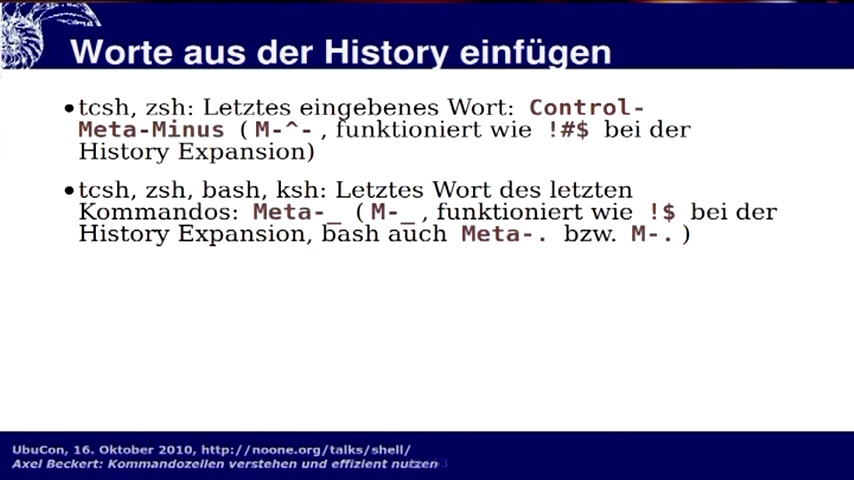 Worte aus der History einfügen
•tcsh, zsh: Letztes eingebenes Wort: Control-
Meta-Minus (M-^-, funktioniert wie !#$ bei der
History Expansion)
•tcsh, zsh, bash, ksh: Letztes Wort des letzten
Kommandos: Meta-_ (M-_, funktioniert wie !$ bei der
History Expansion, bash auch Meta-. bzw. M-.)
UbuCon, 16. Oktober 2010, http://noone.org/talks/shell/
Axel Beckert: Kommandozeilen verstehen und effizient nutzen